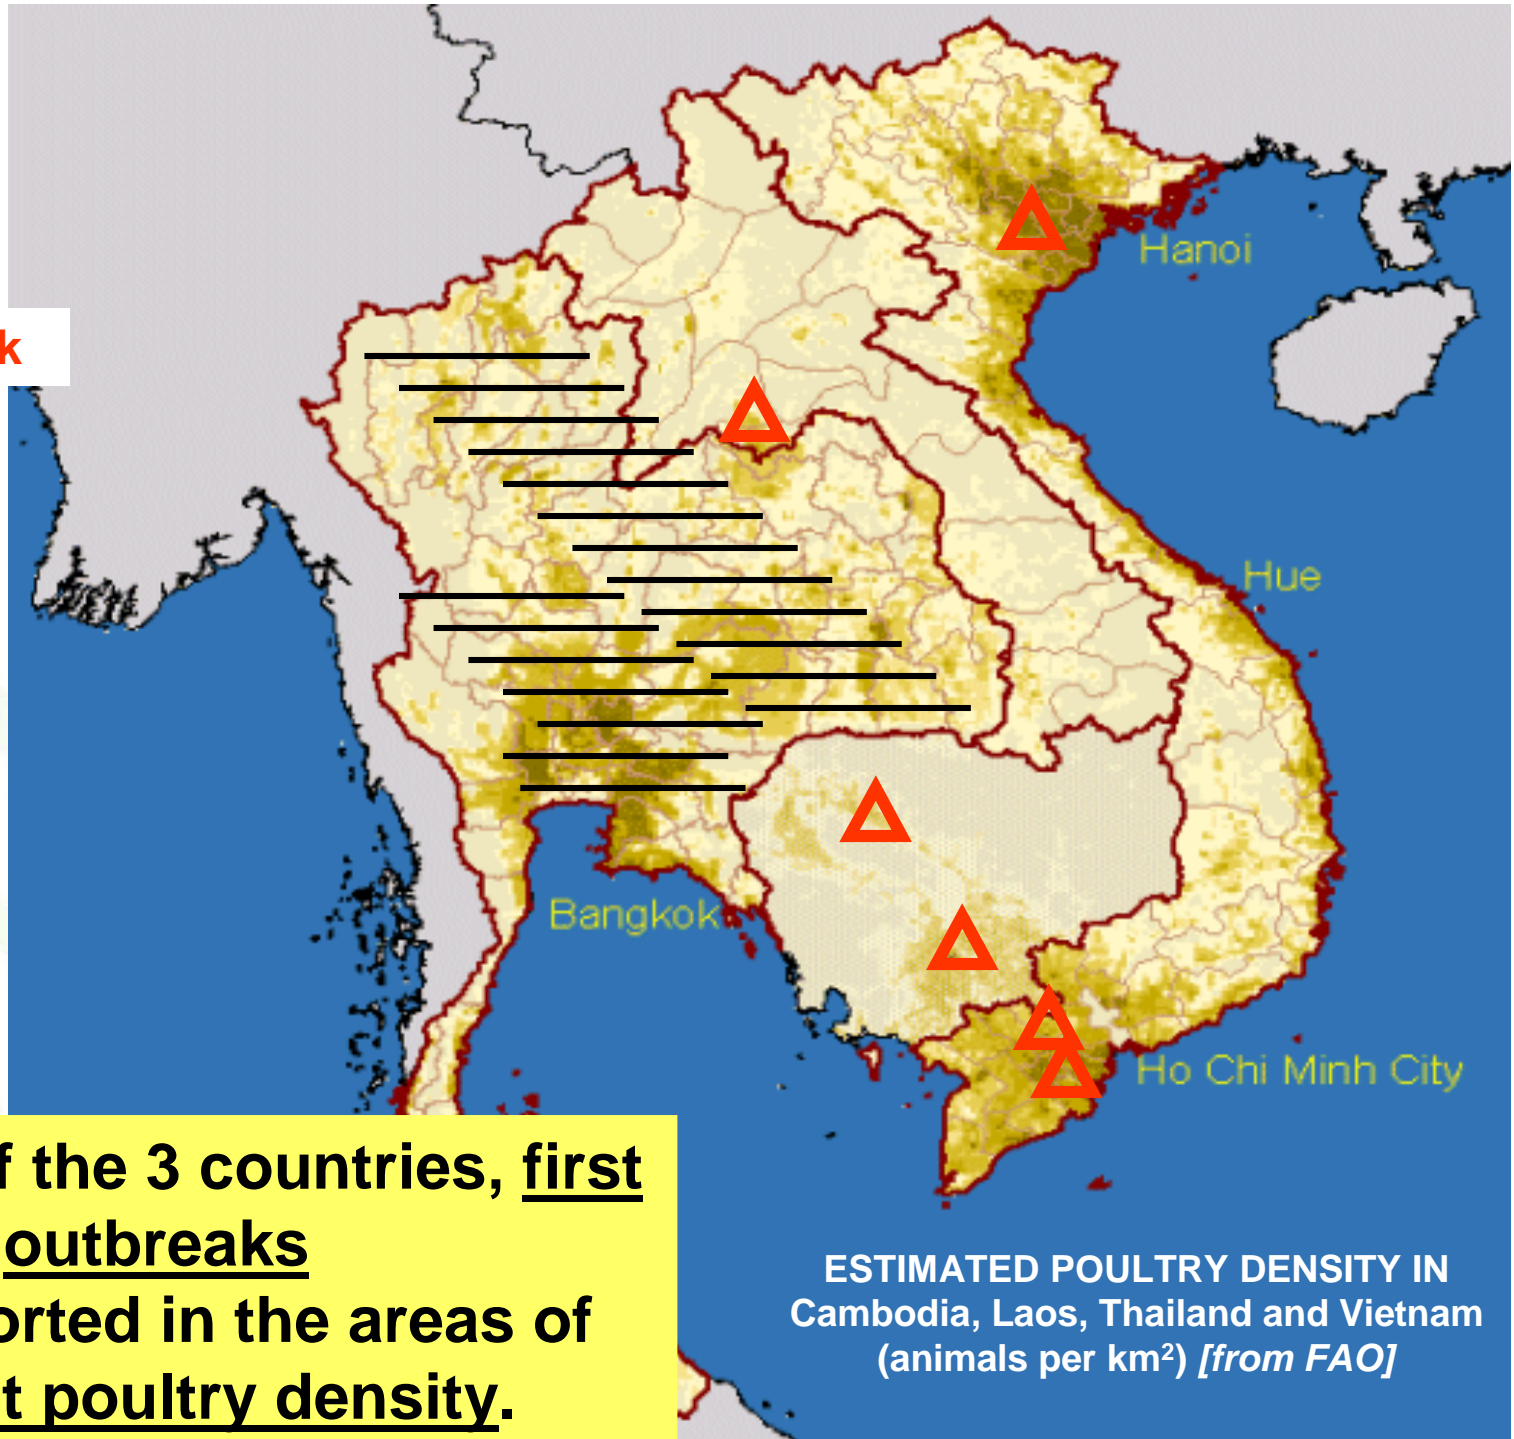 k
Hanoi
Hue
Bangkok
Ho Chi Minh City
f the 3 countries, first
outbreaks
orted in the areas of
t poultry density.
ESTIMATED POULTRY DENSITY IN
Cambodia, Laos, Thailand and Vietnam
(animals per km²) [from FAO]